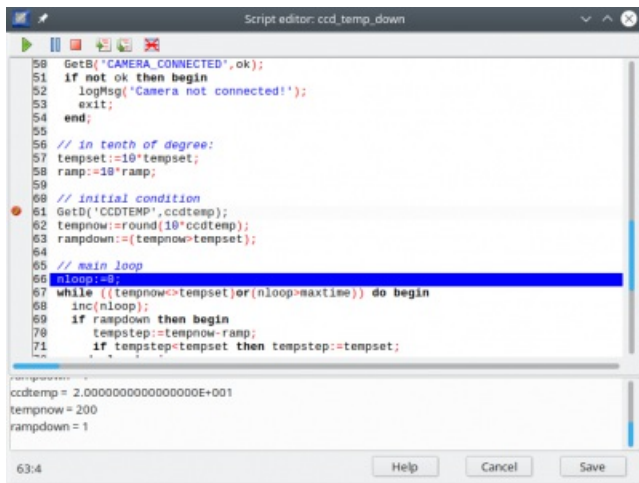 Script editor: ccd_temp_down
50 GetB('CAMERA_CONNECTED',ok);
51 if not ok then begin
52 logMsg('Camera not connected!');
53 exit;
54 end;
55
56 // in tenth of degree:
57 tempset:=10*tempset;
58 ramp:=10*ramp;
59
60 // initial condition
61 GetD('CCDTEMP',ccdtemp);
62 tempnow:=round(10*ccdtemp);
63 rampdown:=(tempnow>tempset);
64
65 // main loop
66 nloop:=0;
67 while ((tempnow<>tempset)or(nloop>maxtime)) do begin
68 inc(nloop);
69 if rampdown then begin
70 tempstep:=tempnow-ramp;
71 if tempstep<tempset then tempstep:=tempset;
ccdtemp = 2.0000000000000000E+001
tempnow = 200
rampdown = 1
63:4
Help
Cancel
Save